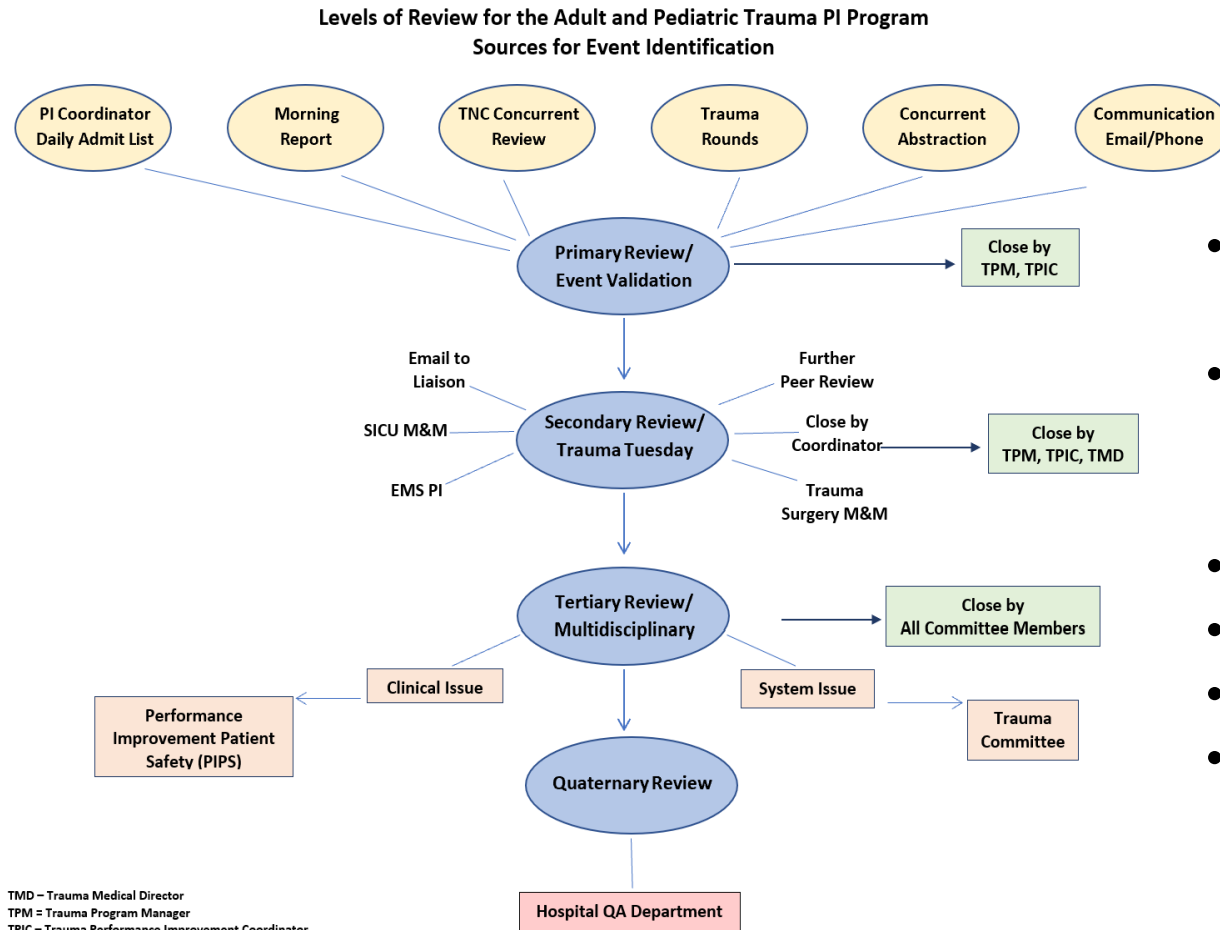 Levels of Review for the Adult and Pediatric Trauma PI Program
Sources for Event Identification
PI Coordinator
Daily Admit List
Morning
Report
TNC Concurrent
Review
Trauma
Rounds
Concurrent
Abstraction
Communication
Email/Phone
Primary Review/
Event Validation
Close by
TPM, TPIC
Email to
Liaison
Further
Peer Review
SICU M&M
Secondary Review/
Trauma Tuesday
Close by
Coordinator
Close by
TPM, TPIC, TMD
EMS PI
Trauma
Surgery M&M
Tertiary Review/
Multidisciplinary
Close by
All Committee Members
Clinical Issue
System Issue
Performance
Improvement Patient
Safety (PIPS)
Trauma
Committee
Quaternary Review
Hospital QA Department
TMD – Trauma Medical Director
TPM = Trauma Program Manager
TPIC – Trauma Performance Improvement Coordinator